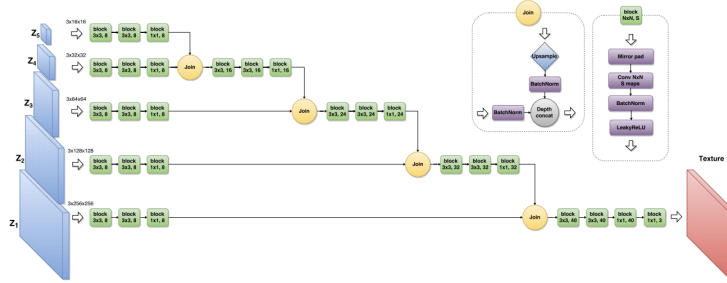 Z5
3x16x16
block
3x3, 8
block
3x3, 8
block
1x1, 8
Z4
3x32x32
block
3x3, 8
block
3x3, 8
block
1x1, 8
Join
block
3x3, 16
block
3x3, 16
block
1x1, 16
Z3
3x64x64
block
3x3, 8
block
3x3, 8
block
1x1, 8
Join
block
3x3, 24
block
3x3, 24
block
1x1, 24
Z2
3x128x128
block
3x3, 8
block
3x3, 8
block
1x1, 8
Join
block
3x3, 32
block
3x3, 32
block
1x1, 32
Z1
3x256x256
block
3x3, 8
block
3x3, 8
block
1x1, 8
Join
block
3x3, 40
block
3x3, 40
block
1x1, 40
block
1x1, 3
Texture
Join
Upsample
BatchNorm
BatchNorm
Depth
concat
block
NxN, S
Mirror pad
Conv NxN
S maps
BatchNorm
LeakyReLU